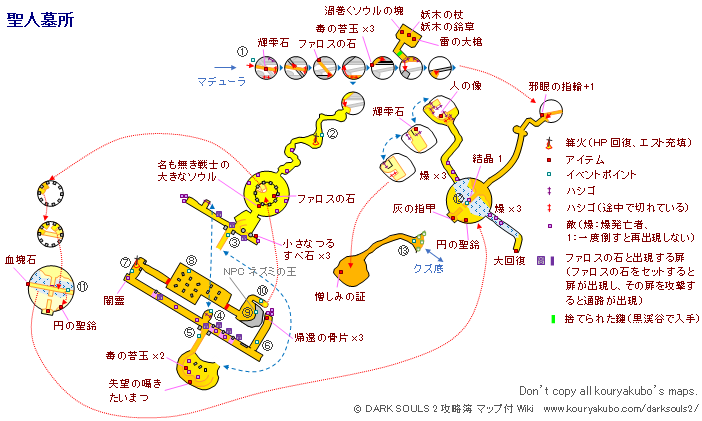 聖人墓所
渦巻くソウルの塊
妖木の杖
妖木の鈴草
雷の大槍
毒の苔玉 ×3
輝雫石
ファロスの石
①
マデューラ
人の像
邪眼の指輪+1
輝雫石
②
結晶 1
名も無き戦士の
大きなソウル
爆 ×3
爆 ×3
ファロスの石
⑫
灰の指甲
③
小さなつる
すべ石 ×3
円の聖鈴
⑬
大回復
クズ底
血塊石
⑪
⑦
⑧
NPC ネズミの王
⑩
⑨
憎しみの証
闇霊
④
円の聖鈴
⑤
⑥
帰還の骨片 ×3
毒の苔玉 ×2
失望の囁き
たいまつ
篝火(HP 回復、エスト充填)
アイテム
イベントポイント
ハシゴ
ハシゴ(途中で切れている)
敵(爆:爆発亡者、
1:一度倒すと再出現しない)
ファロスの石と出現する扉
(ファロスの石をセットすると
扉が出現し、その扉を攻撃す
ると通路が出現)
捨てられた鍵(黒渓谷で入手)
Don't copy all kouryakubo's maps.
© DARK SOULS 2 攻略簿 マップ付 Wiki www.kouryakubo.com/darksouls2/